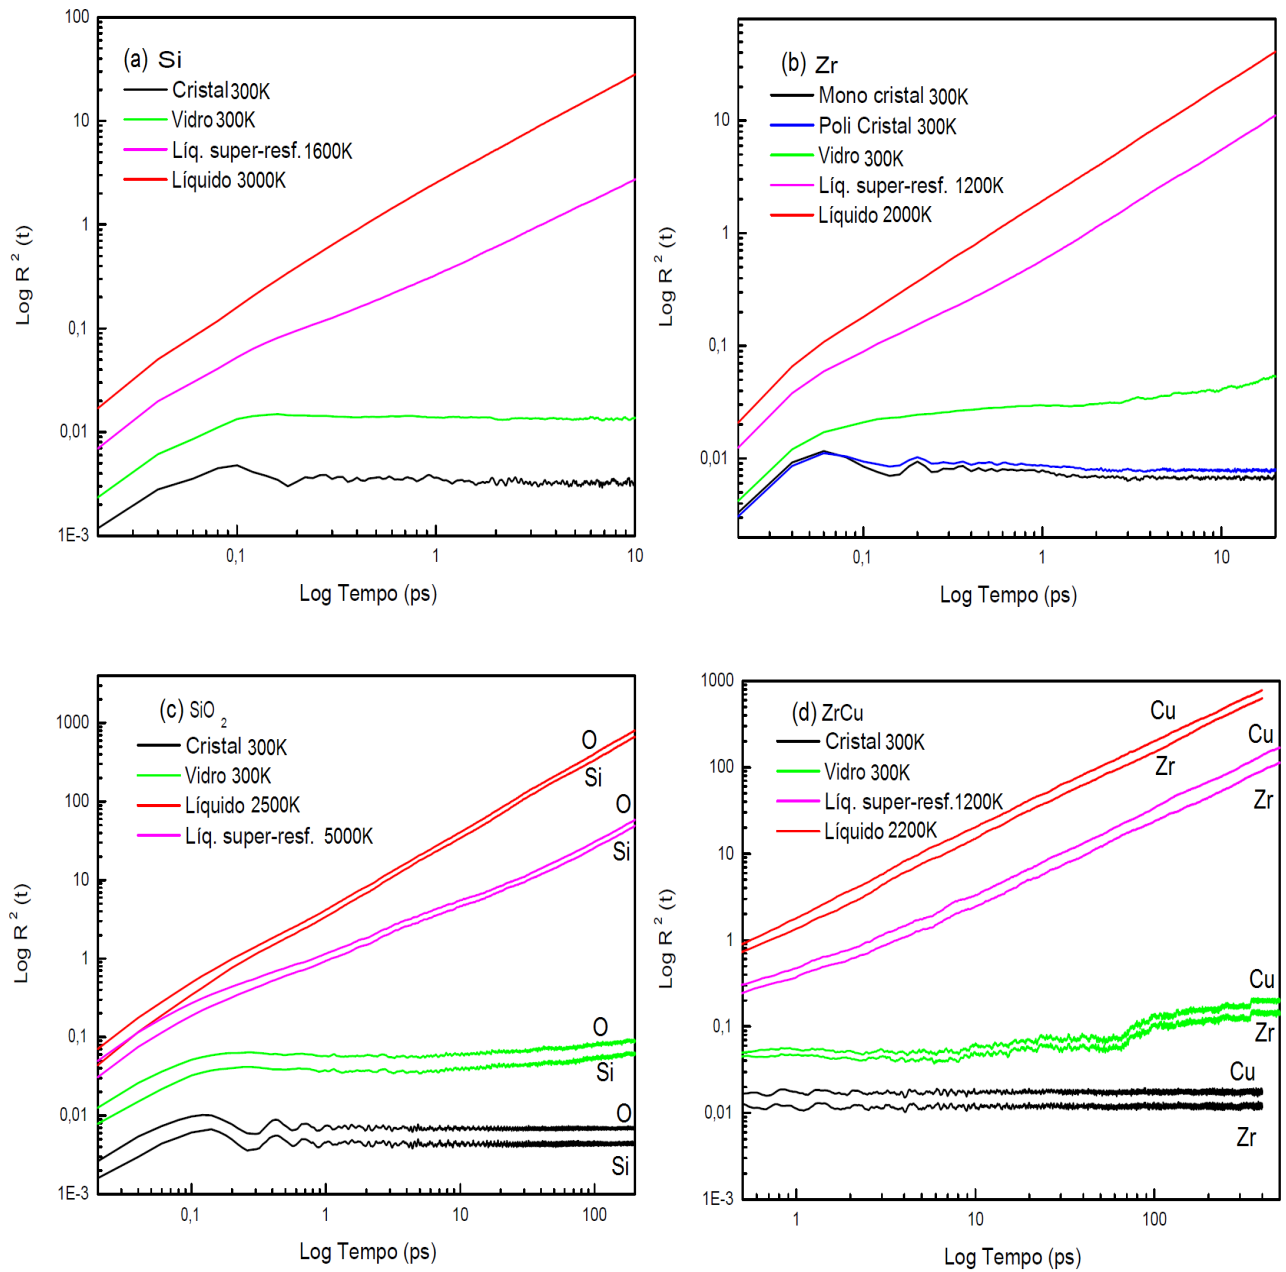 (a) Si
Cristal 300K
Vidro 300K
Líq. super-resf. 1600K
Líquido 3000K
100
10
1
0,1
0,01
1E-3
0,1
1
10
Log R 2 (t)
Log Tempo (ps)
(b) Zr
Mono cristal 300K
Poli Cristal 300K
Vidro 300K
Líq. super-resf. 1200K
Líquido 2000K
10
1
0,1
0,01
0,1
1
10
Log R 2 (t)
Log Tempo (ps)
(c) SiO 2
Cristal 300K
Vidro 300K
Líquido 2500K
Líq. super-resf. 5000K
O
Si
O
Si
O
Si
O
Si
1000
100
10
1
0,1
0,01
1E-3
0,1
1
10
100
Log R 2 (t)
Log Tempo (ps)
(d) ZrCu
Cristal 300K
Vidro 300K
Líq. super-resf.1200K
Líquido 2200K
Cu
Zr
Cu
Zr
Cu
Zr
Cu
Zr
1000
100
10
1
0,1
0,01
1E-3
1
10
100
Log R 2 (t)
Log Tempo (ps)